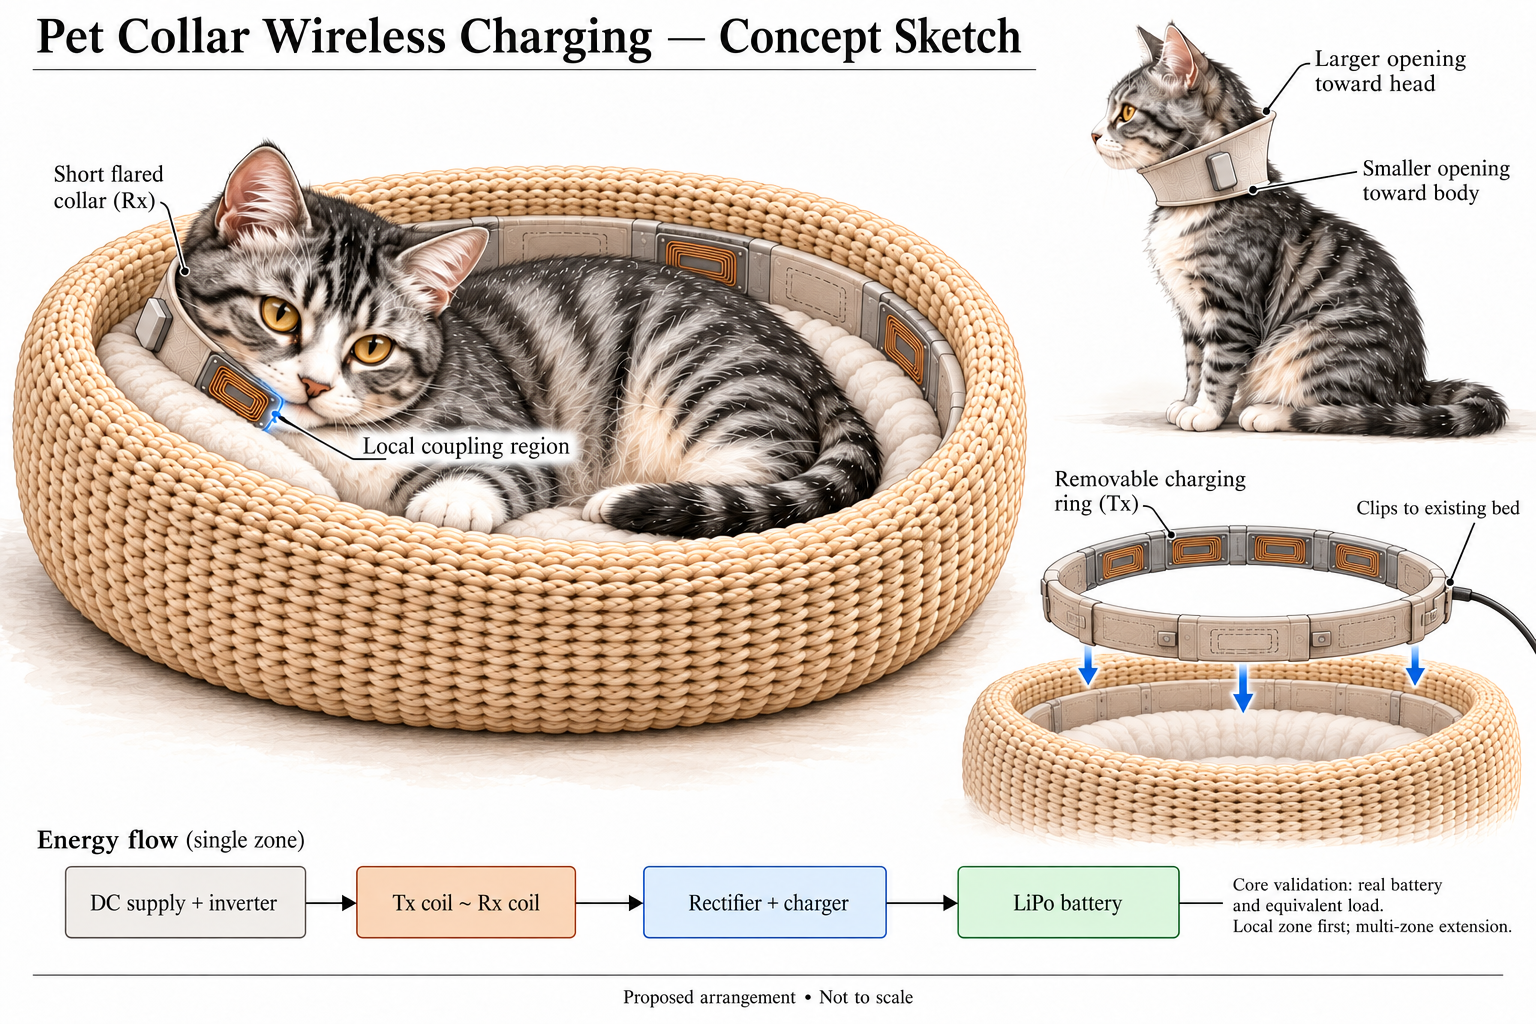 Pet Collar Wireless Charging — Concept Sketch
Larger opening
toward head
Short flared
collar (Rx)
Smaller opening
toward body
Local coupling region
Removable charging
ring (Tx)
Clips to existing bed
Energy flow (single zone)
DC supply + inverter
Tx coil ~ Rx coil
Rectifier + charger
LiPo battery
Core validation: real battery
and equivalent load.
Local zone first; multi-zone extension.
Proposed arrangement • Not to scale